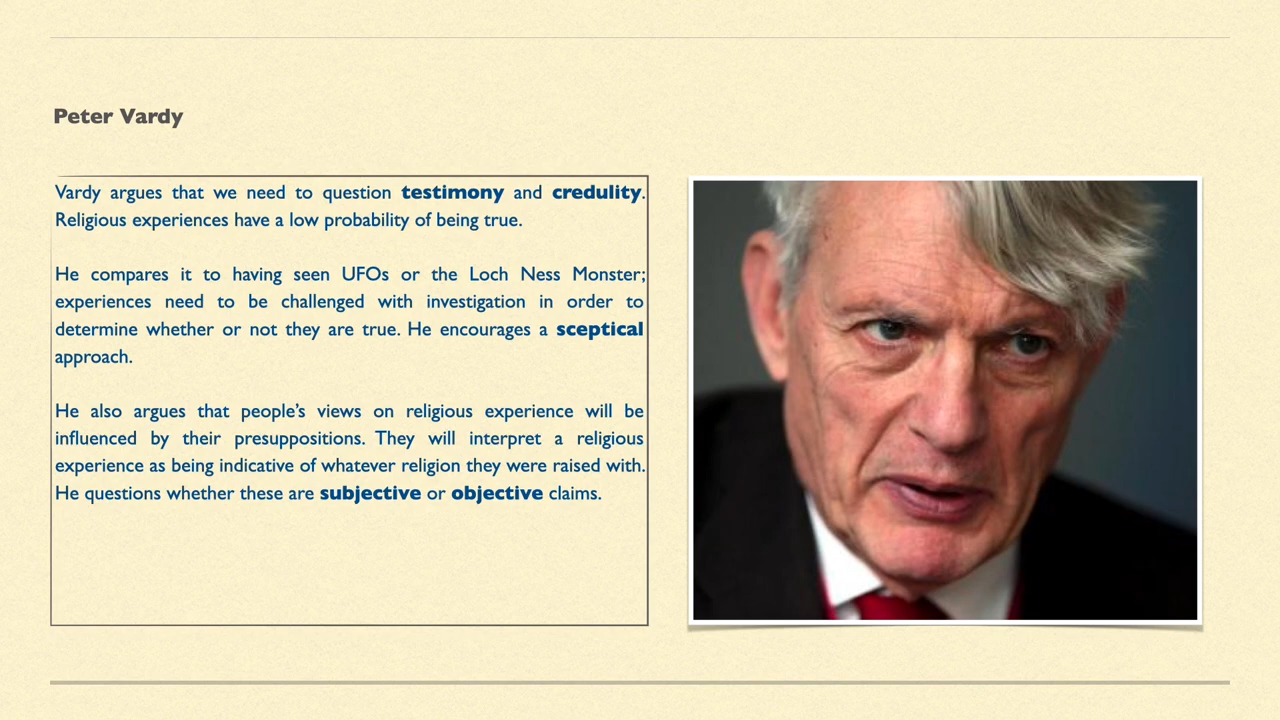 Peter Vardy
Vardy argues that we need to question testimony and credulity.
Religious experiences have a low probability of being true.
He compares it to having seen UFOs or the Loch Ness Monster;
experiences need to be challenged with investigation in order to
determine whether or not they are true. He encourages a sceptical
approach.
He also argues that people’s views on religious experience will be
influenced by their presuppositions. They will interpret a religious
experience as being indicative of whatever religion they were raised with.
He questions whether these are subjective or objective claims.